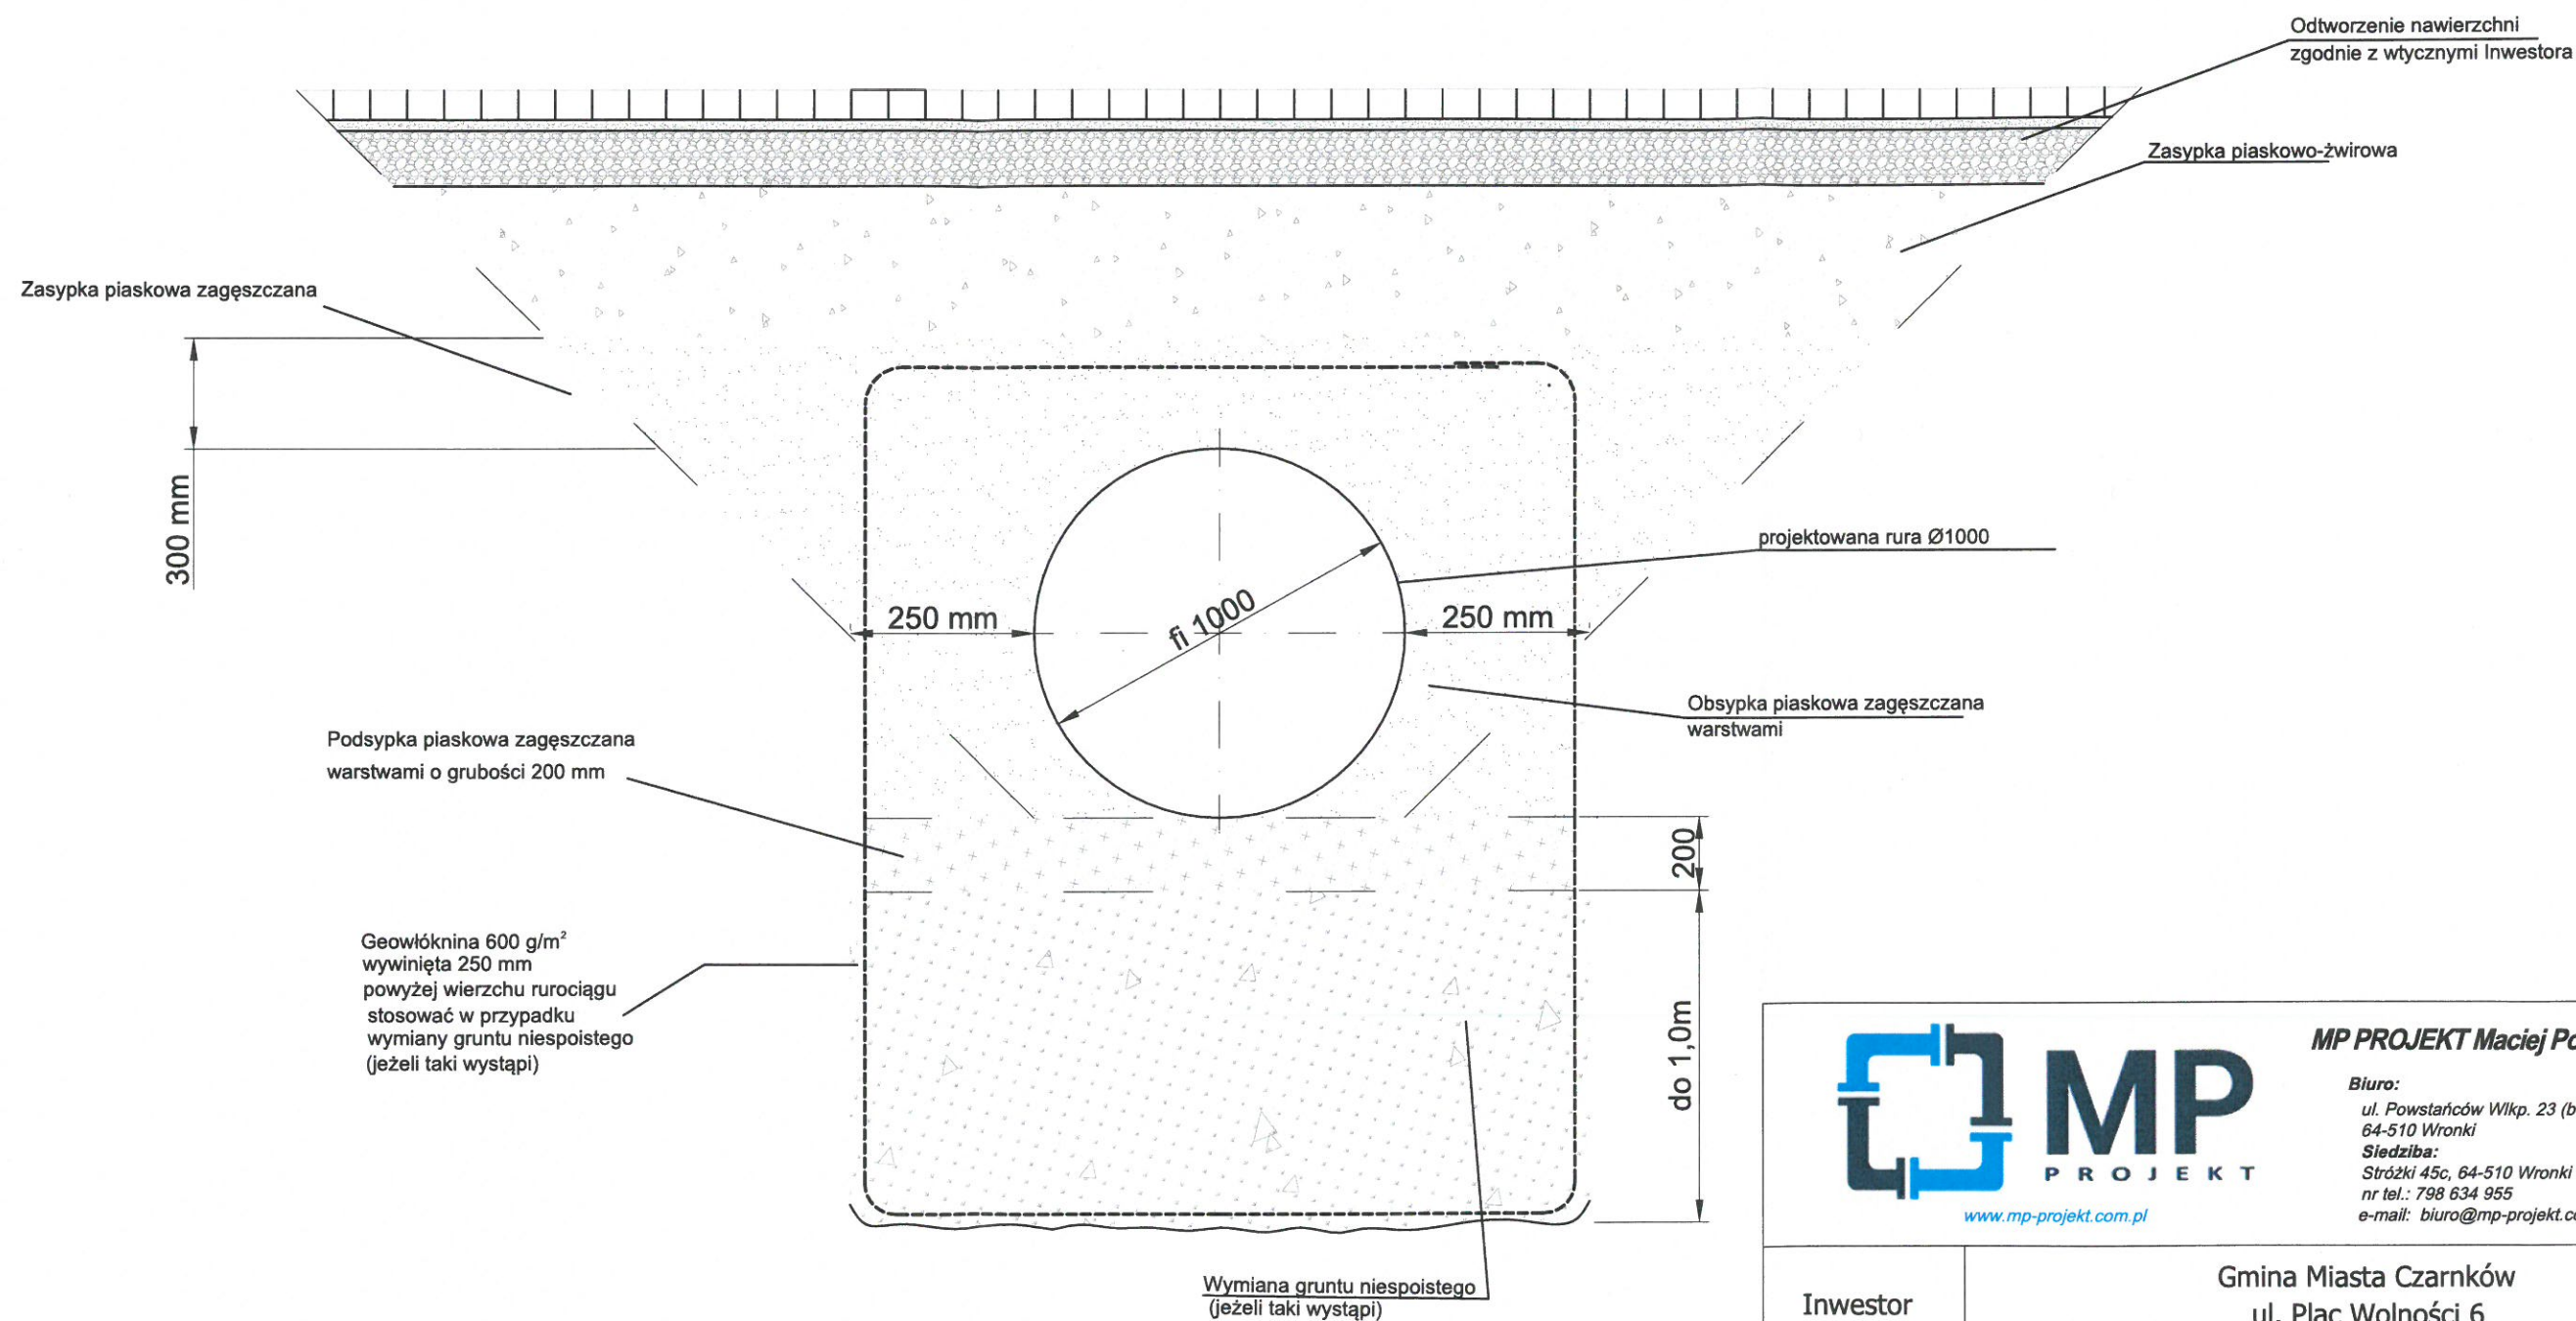 Odtworzenie nawierzchni
zgodnie z wtycznymi Inwestora
Zasypka piaskowo-żwirowa
Zasypka piaskowa zagęszczana
300 mm
projektowana rura Ø1000
250 mm
fi 1000
250 mm
Obsypka piaskowa zagęszczana
warstwami
Podsypka piaskowa zagęszczana
warstwami o grubości 200 mm
200
Geowłóknina 600 g/m²
wywinięta 250 mm
powyżej wierzchu rurociągu
stosować w przypadku
wymiany gruntu niespoistego
(jeżeli taki wystąpi)
do 1,0m
Wymiana gruntu niespoistego
(jeżeli taki wystąpi)
MP
PROJEKT
www.mp-projekt.com.pl
MP PROJEKT Maciej
Biuro:
ul. Powstańców Wlkp. 23
64-510 Wronki
Siedziba:
Stróżki 45c, 64-510 Wronki
nr tel.: 798 634 955
e-mail: biuro@mp-projekt.c
Inwestor
Gmina Miasta Czarnków
ul. Plac Wolności 6